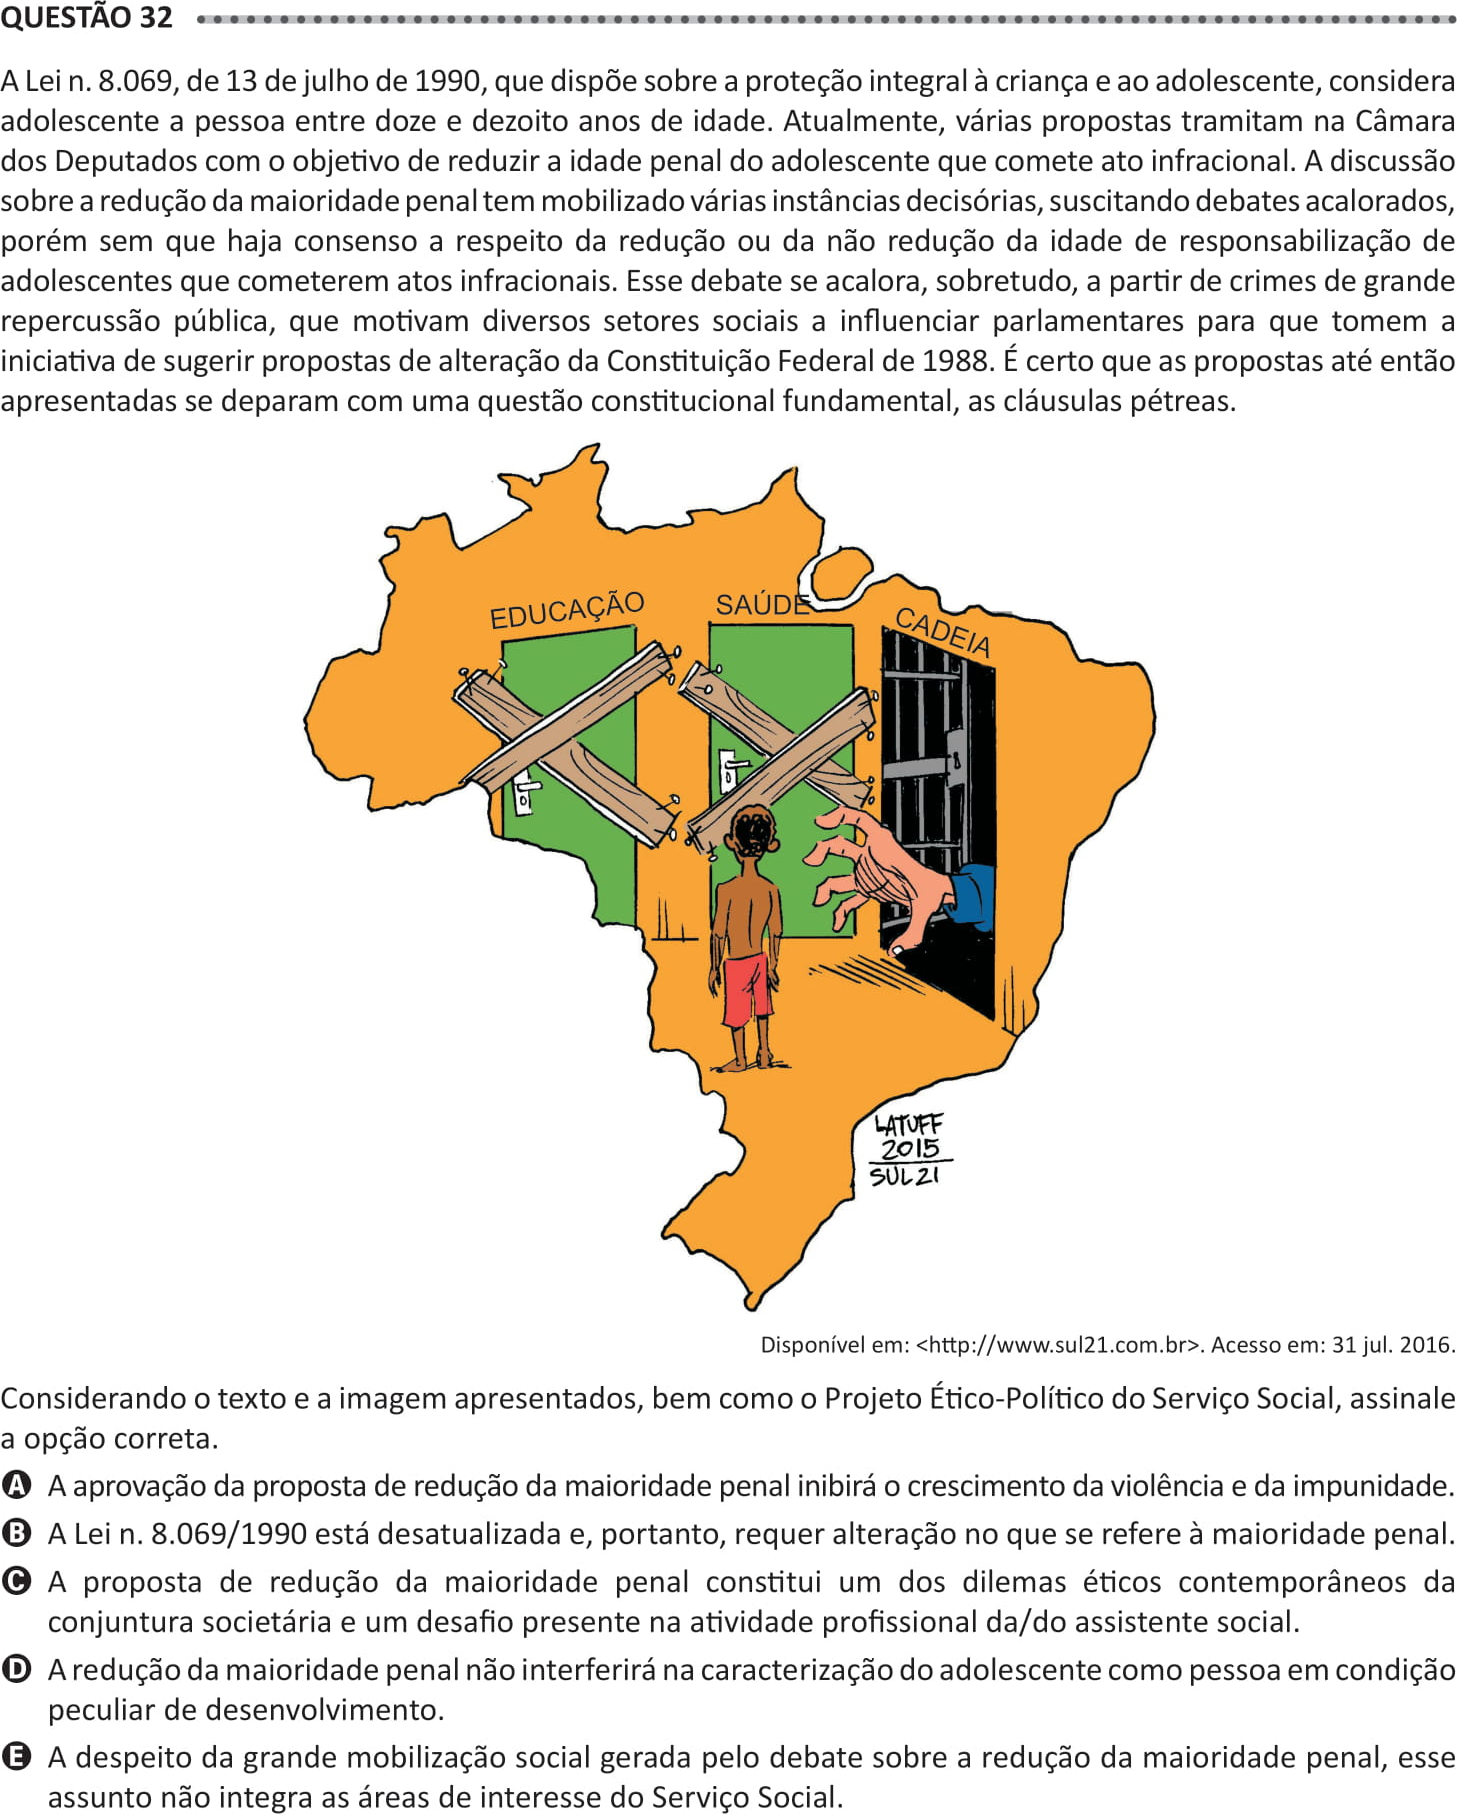 QUESTÃO 32
A Lei n. 8.069, de 13 de julho de 1990, que dispõe sobre a proteção integral à criança e ao adolescente, considera
adolescente a pessoa entre doze e dezoito anos de idade. Atualmente, várias propostas tramitam na Câmara
dos Deputados com o objetivo de reduzir a idade penal do adolescente que comete ato infracional. A discussão
sobre a redução da maioridade penal tem mobilizado várias instâncias decisórias, suscitando debates acalorados,
porém sem que haja consenso a respeito da redução ou da não redução da idade de responsabilização de
adolescentes que cometerem atos infracionais. Esse debate se acalora, sobretudo, a partir de crimes de grande
repercussão pública, que motivam diversos setores sociais a influenciar parlamentares para que tomem a
iniciativa de sugerir propostas de alteração da Constituição Federal de 1988. É certo que as propostas até então
apresentadas se deparam com uma questão constitucional fundamental, as cláusulas pétreas.
EDUCAÇÃO
SAÚDE
CADEIA
LATUFF
2015
SUL21
Disponível em: <http://www.sul21.com.br>. Acesso em: 31 jul. 2016.
Considerando o texto e a imagem apresentados, bem como o Projeto Ético-Político do Serviço Social, assinale
a opção correta.
A A aprovação da proposta de redução da maioridade penal inibirá o crescimento da violência e da impunidade.
B A Lei n. 8.069/1990 está desatualizada e, portanto, requer alteração no que se refere à maioridade penal.
C A proposta de redução da maioridade penal constitui um dos dilemas éticos contemporâneos da
conjuntura societária e um desafio presente na atividade profissional da/do assistente social.
D A redução da maioridade penal não interferirá na caracterização do adolescente como pessoa em condição
peculiar de desenvolvimento.
E A despeito da grande mobilização social gerada pelo debate sobre a redução da maioridade penal, esse
assunto não integra as áreas de interesse do Serviço Social.